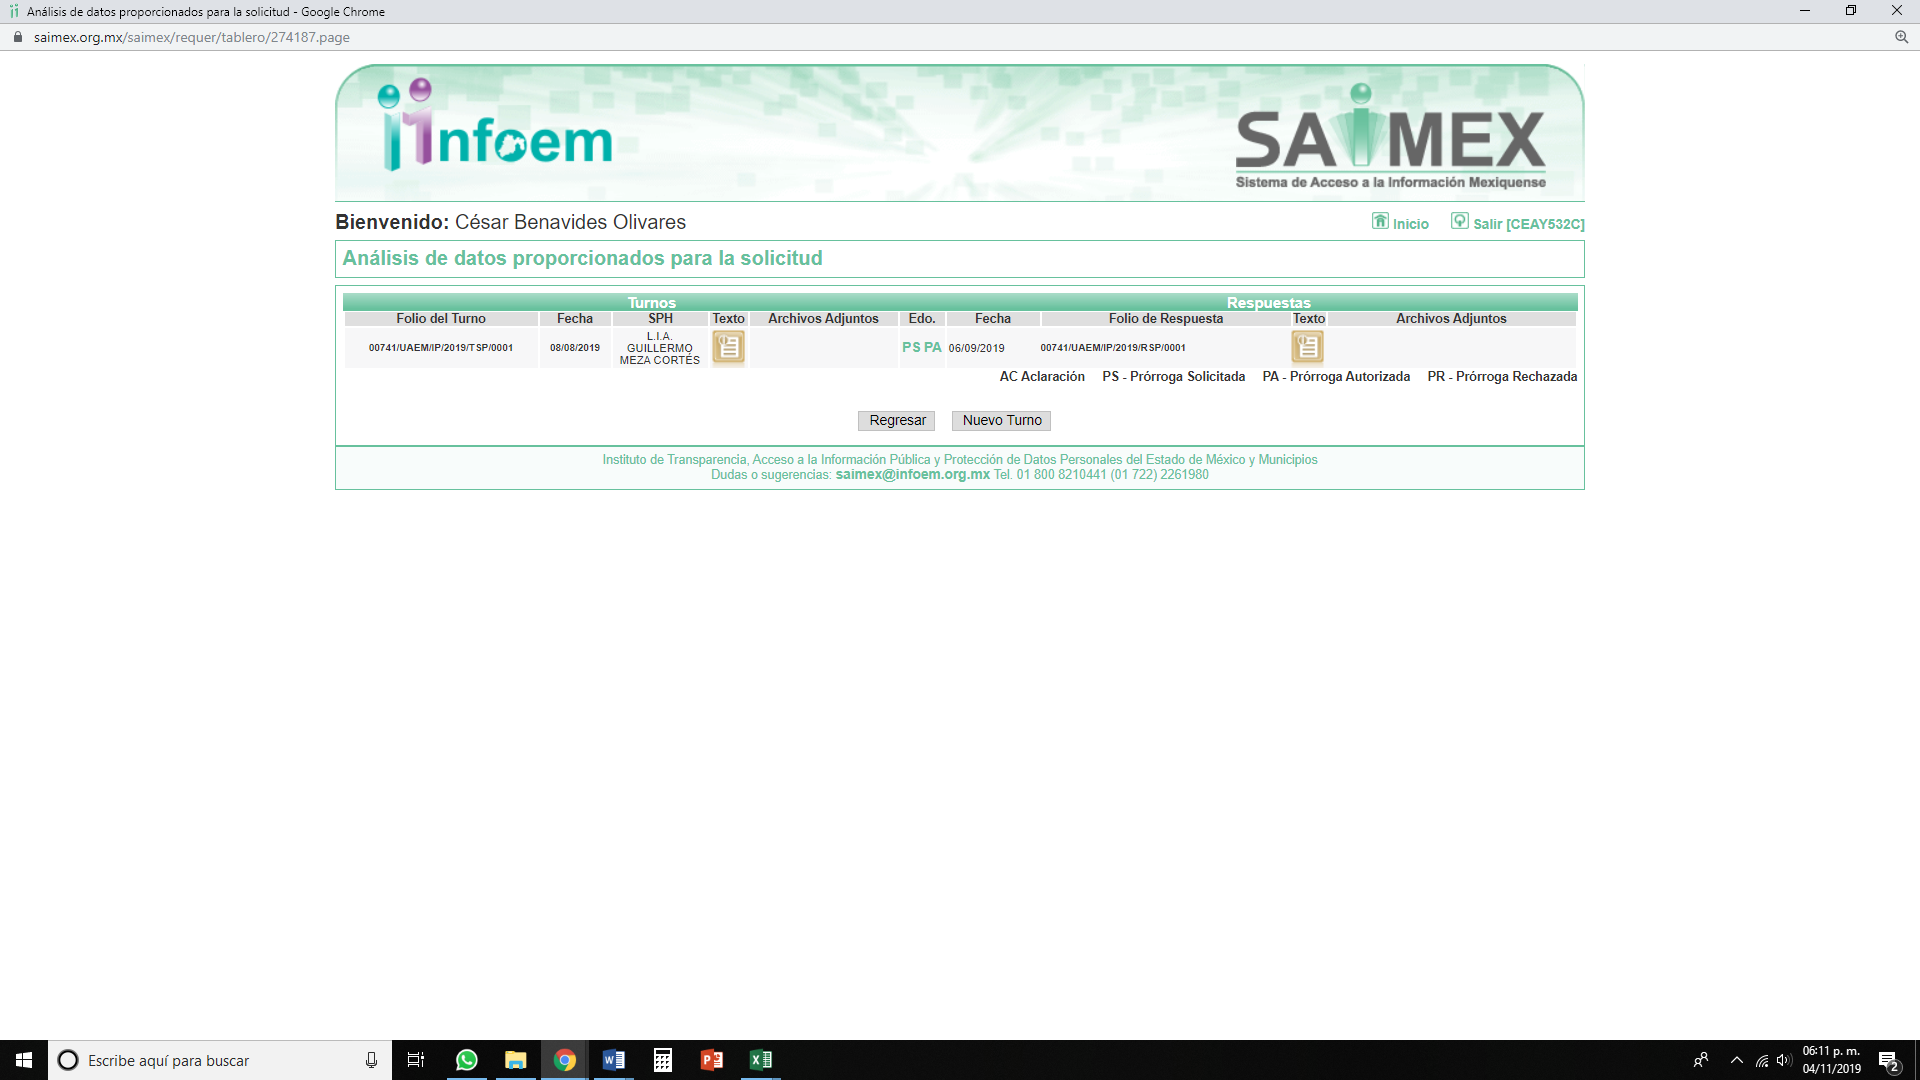 Análisis de datos proporcionados para la solicitud - Google Chrome
saimex.org.mx/saimex/requer/tablero/274187.page
infoem
SAIMEX
Sistema de Acceso a la Información Mexiquense
Bienvenido: César Benavides Olivares
Inicio Salir [CEAY532C]
Análisis de datos proporcionados para la solicitud
Turnos Respuestas
Folio del Turno Fecha SPH Texto Archivos Adjuntos Edo. Fecha Folio de Respuesta Texto Archivos Adjuntos
00741/UAEM/IP/2019/TSP/0001 08/08/2019 L.I.A. GUILLERMO MEZA CORTÉS PS PA 06/09/2019 00741/UAEM/IP/2019/RSP/0001
AC Aclaración PS - Prórroga Solicitada PA - Prórroga Autorizada PR - Prórroga Rechazada
Regresar Nuevo Turno
Instituto de Transparencia, Acceso a la Información Pública y Protección de Datos Personales del Estado de México y Municipios
Dudas o sugerencias: saimex@infoem.org.mx Tel. 01 800 8210441 (01 722) 2261980
Escribe aquí para buscar
06:11 p. m.
04/11/2019
2